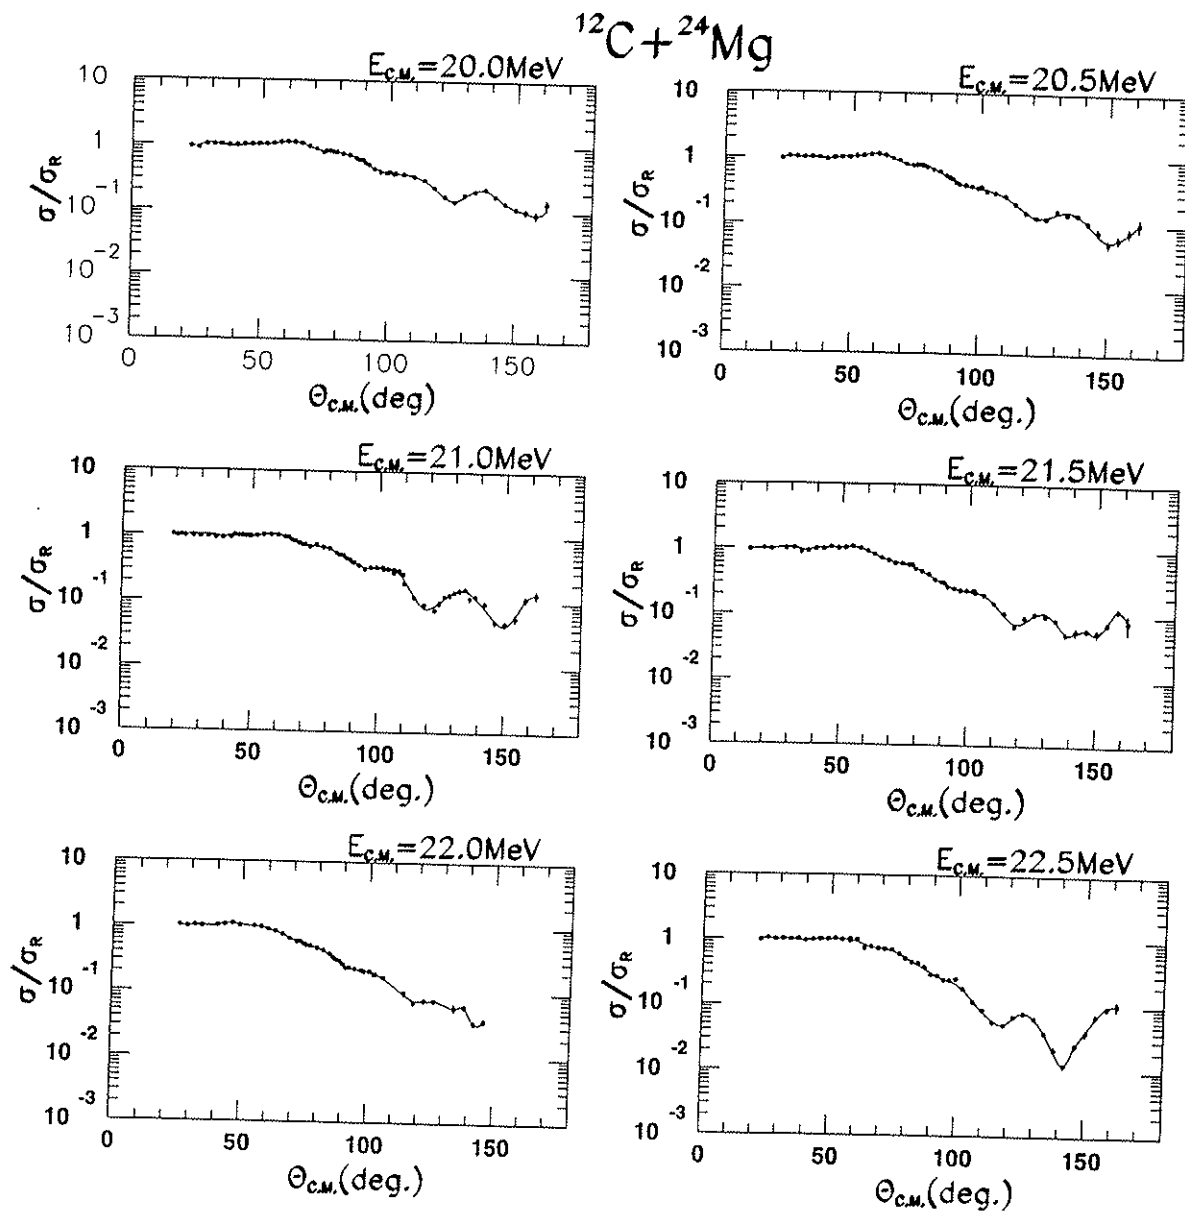 ¹²C+²⁴Mg
E_C.M.=20.0MeV
10
1
10⁻¹
10⁻²
10⁻³
σ/σ_R
0 50 100 150
Θ_C.M.(deg)
E_C.M.=20.5MeV
10
1
10⁻¹
10⁻²
10⁻³
σ/σ_R
0 50 100 150
Θ_C.M.(deg.)
E_C.M.=21.0MeV
10
1
10⁻¹
10⁻²
10⁻³
σ/σ_R
0 50 100 150
Θ_C.M.(deg.)
E_C.M.=21.5MeV
10
1
10⁻¹
10⁻²
10⁻³
σ/σ_R
0 50 100 150
Θ_C.M.(deg.)
E_C.M.=22.0MeV
10
1
10⁻¹
10⁻²
10⁻³
σ/σ_R
0 50 100 150
Θ_C.M.(deg.)
E_C.M.=22.5MeV
10
1
10⁻¹
10⁻²
10⁻³
σ/σ_R
0 50 100 150
Θ_C.M.(deg.)